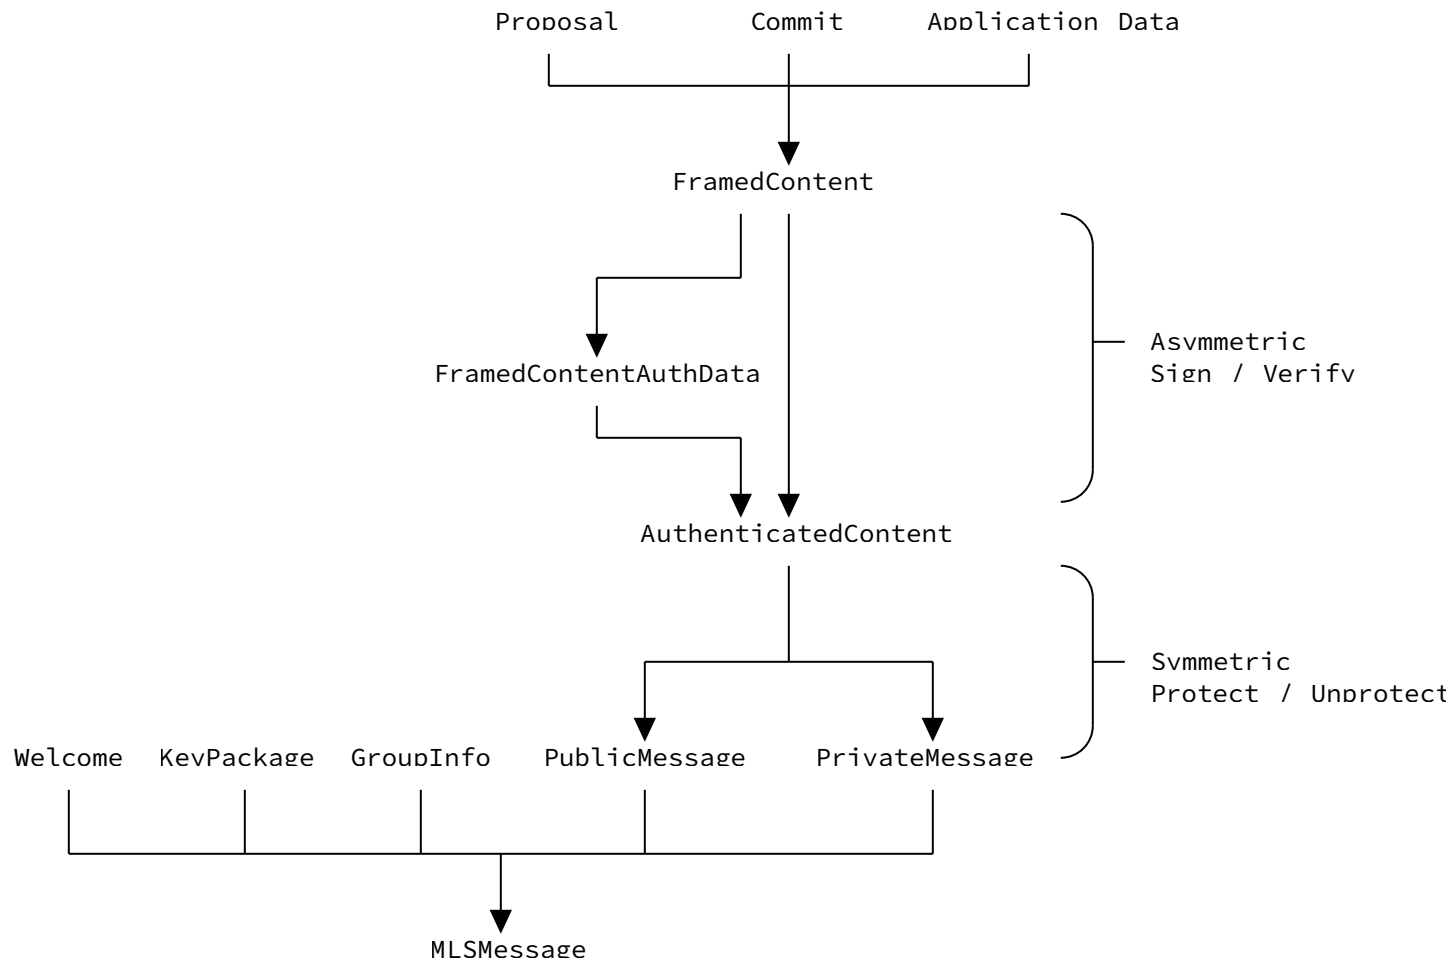 Proposal Commit Application Data
FramedContent
Asymmetric
FramedContentAuthData
Sign / Verify
AuthenticatedContent
Symmetric
Protect / Unprotect
Welcome KeyPackage GroupInfo PublicMessage PrivateMessage
MLSMessage